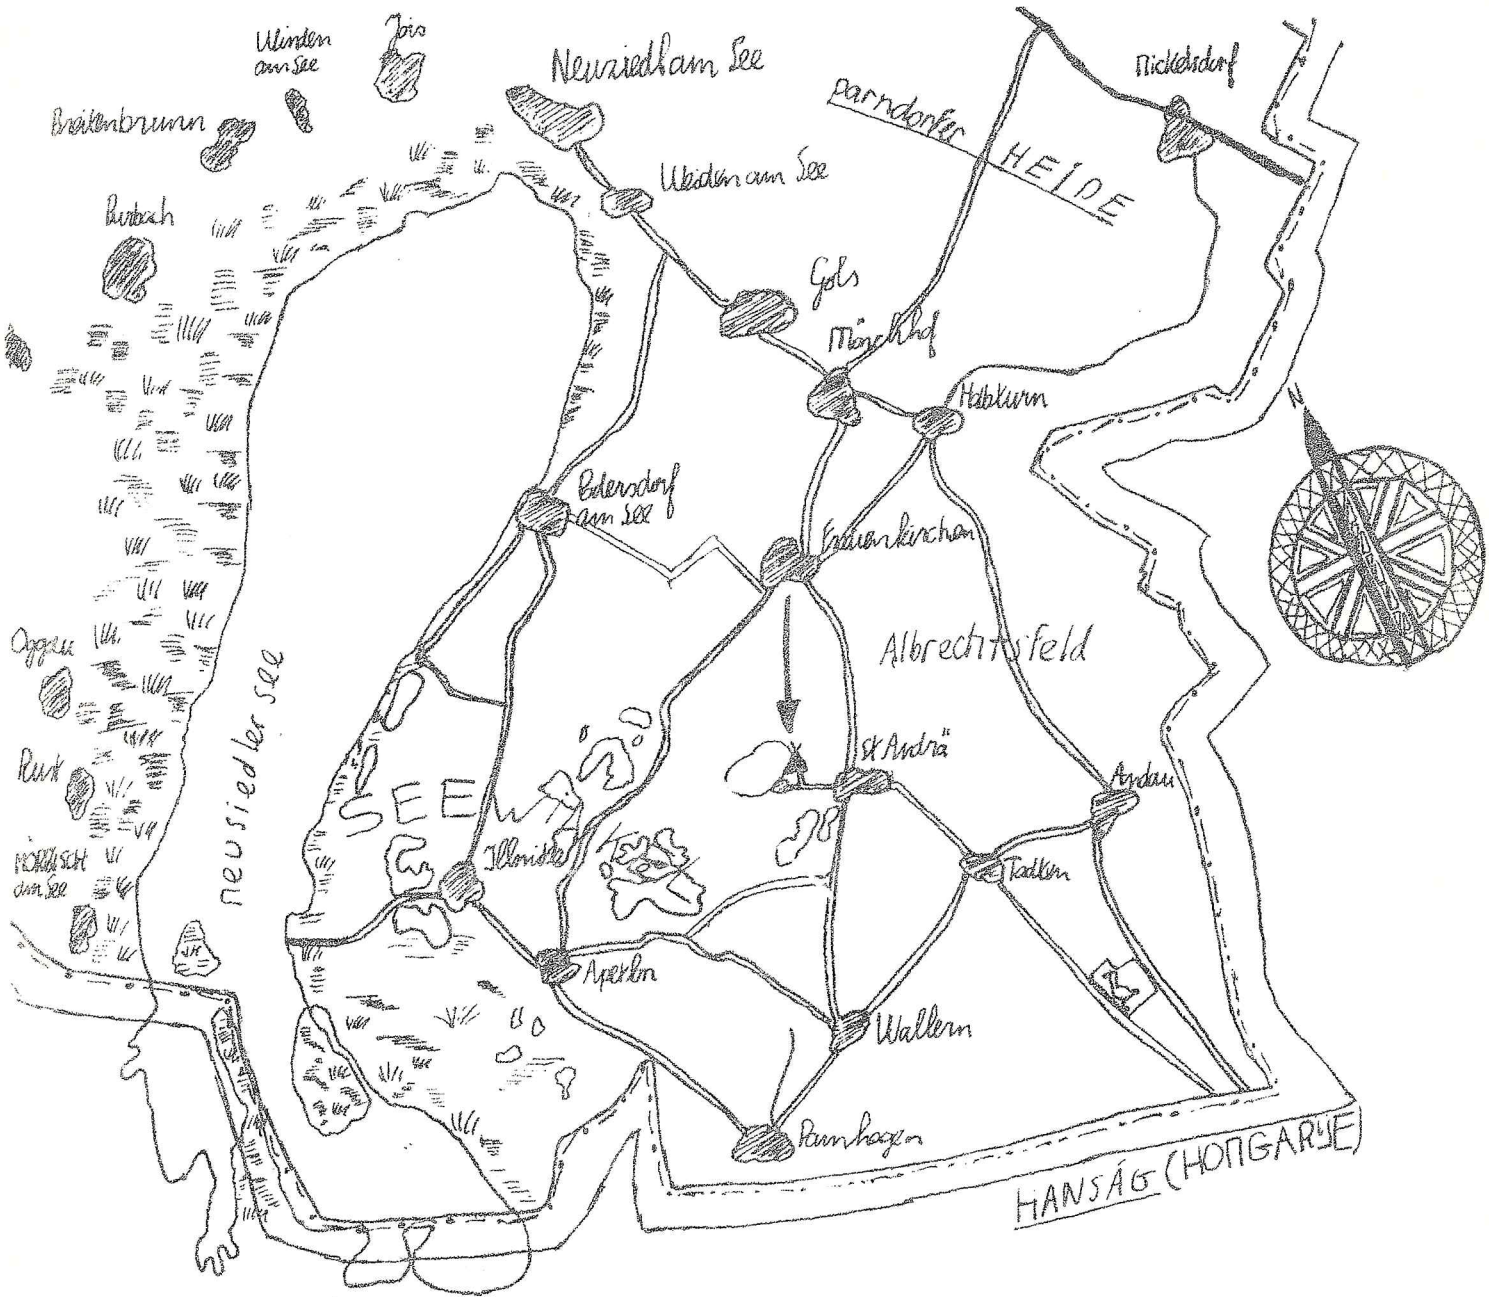 Winden
am See
Jois
Neusiedl am See
Nickelsdorf
Breitenbrunn
parndorfer
HEIDE
Weiden am See
Purbach
Gols
Mönchhof
Halbturn
N
Podersdorf
am See
Frauenkirchen
Oggau
Albrechtsfeld
neusiedler see
Rust
St Andrä
Andau
SEEWI
Mörbisch
am See
Illmitz
Tadten
Apetlon
Wallern
Pamhagen
HANSÁG (HONGARIJE)